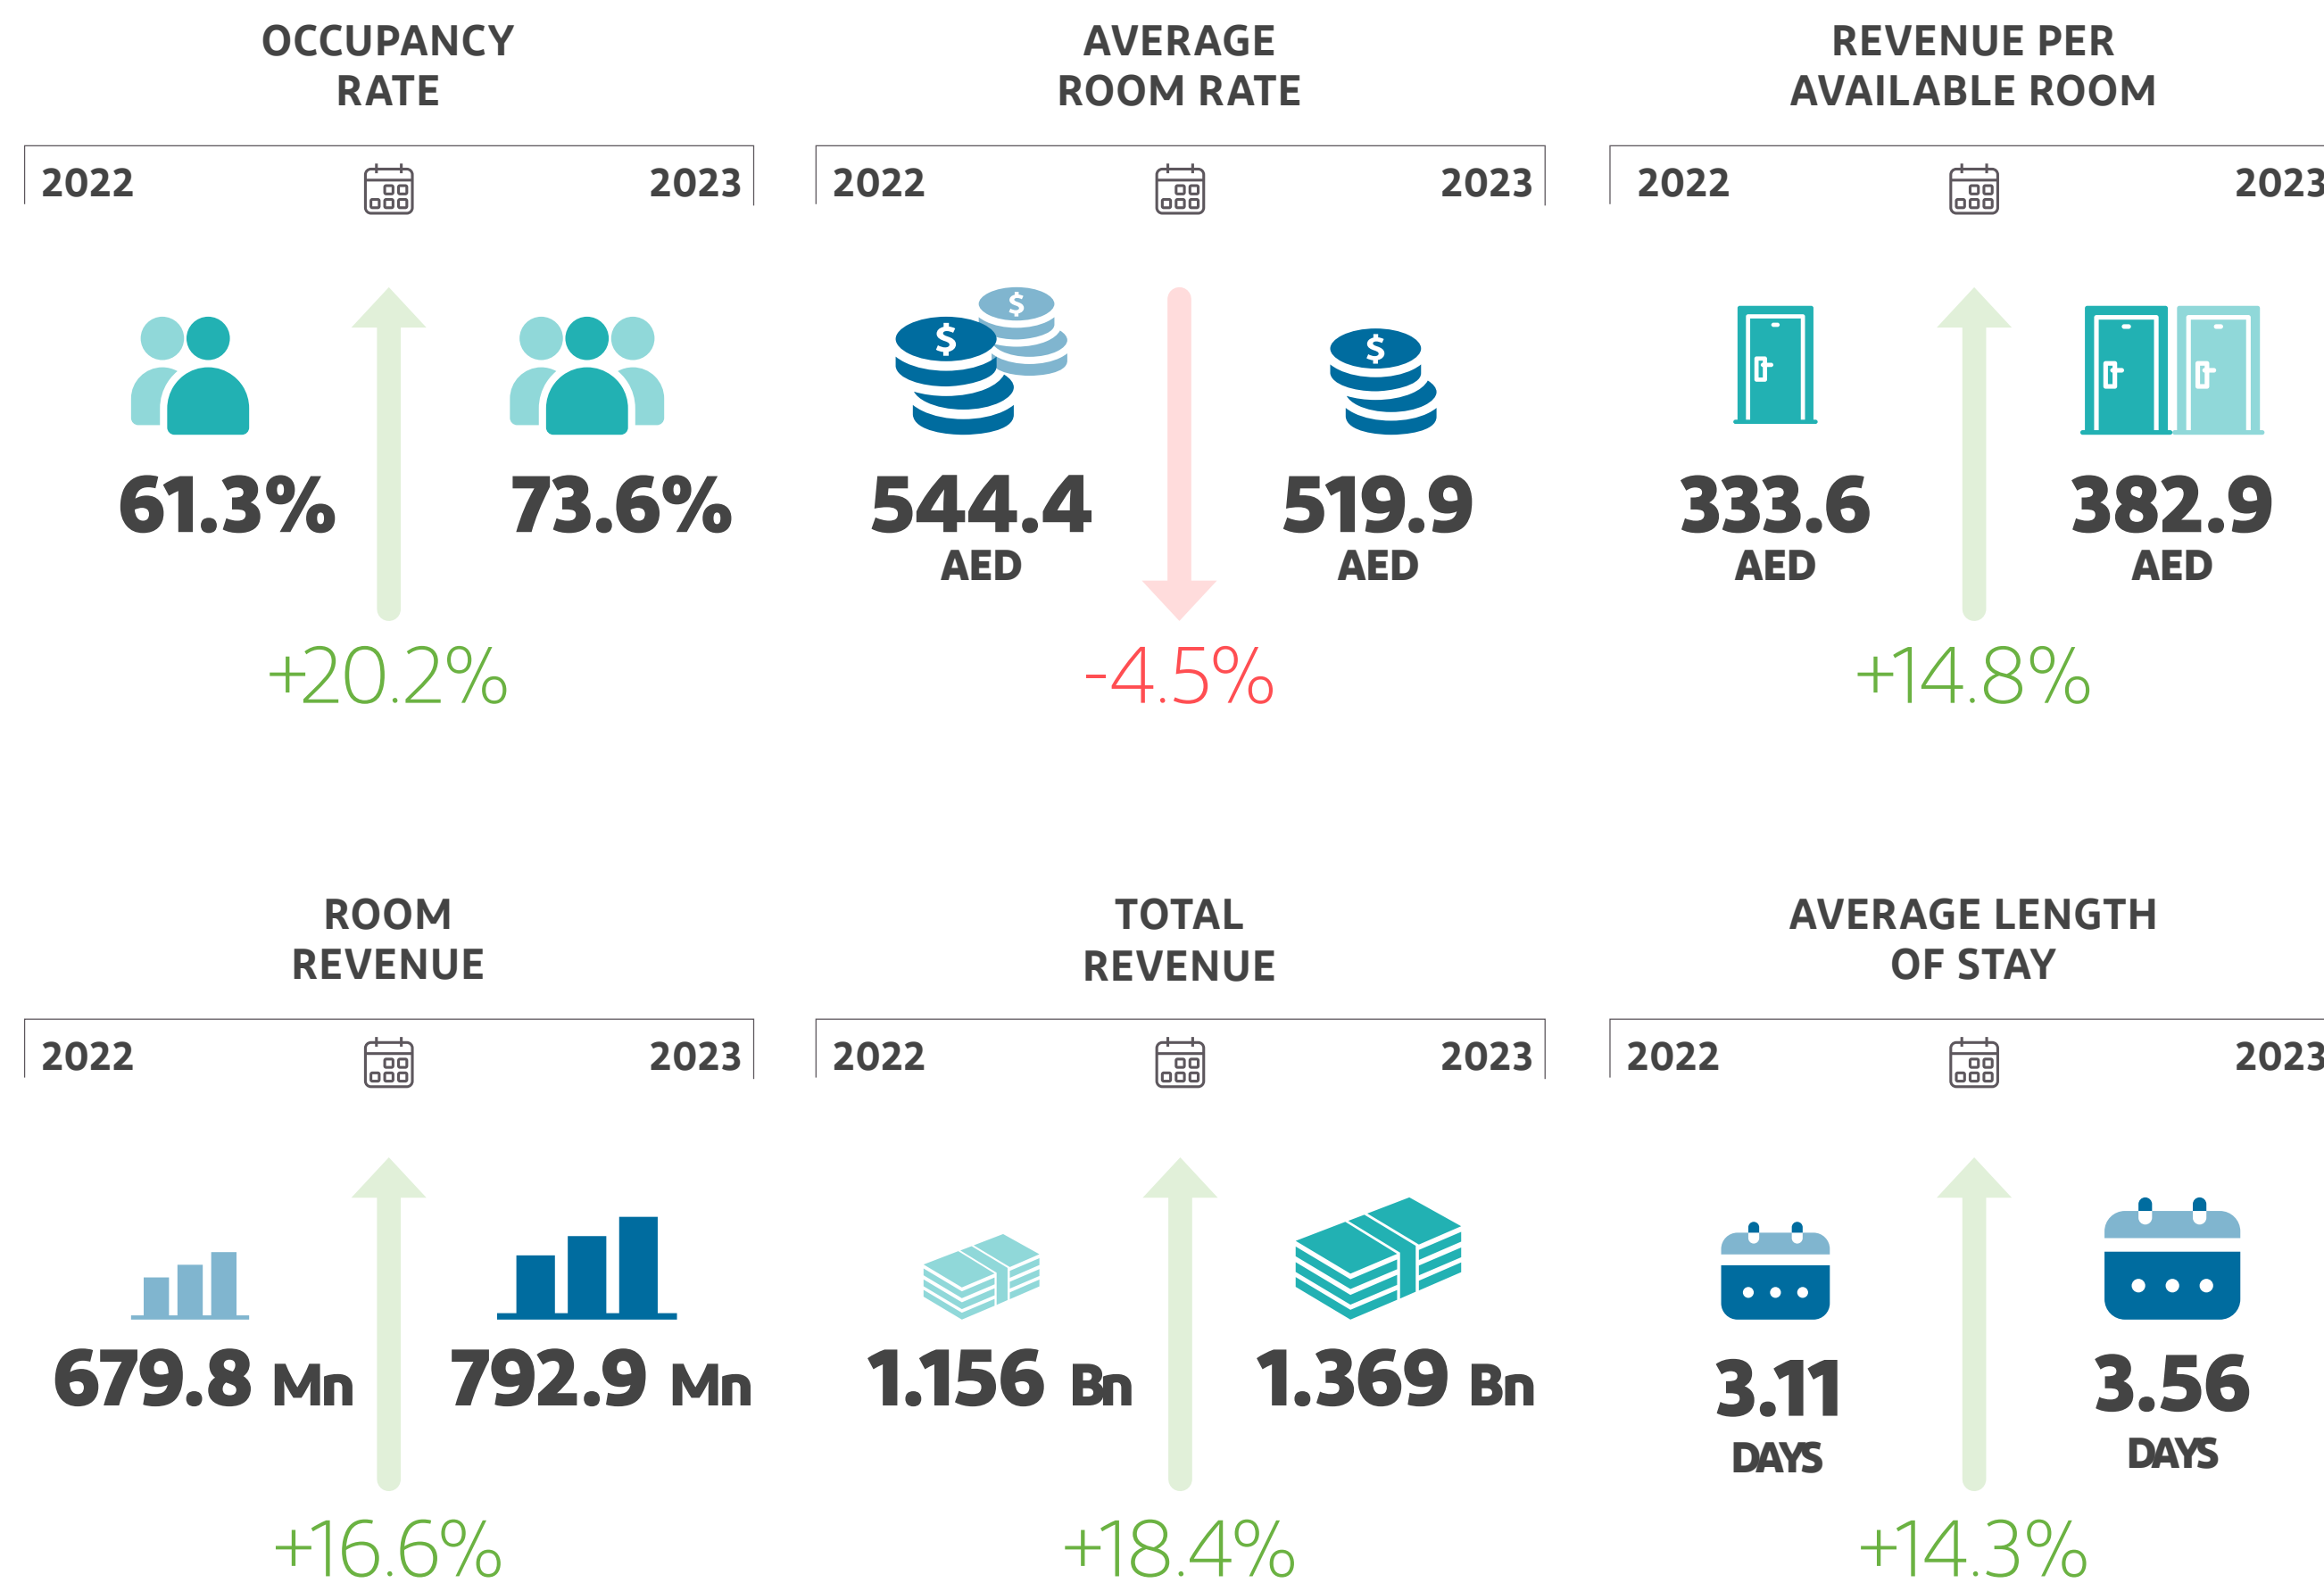 OCCUPANCY
RATE
2022
2023
61.3%
73.6%
+20.2%
AVERAGE
ROOM RATE
2022
2023
$
$
$
544.4
AED
519.9
AED
-4.5%
REVENUE PER
AVAILABLE ROOM
2022
2023
333.6
AED
382.9
AED
+14.8%
ROOM
REVENUE
2022
2023
679.8 Mn
792.9 Mn
+16.6%
TOTAL
REVENUE
2022
2023
1.156 Bn
1.369 Bn
+18.4%
AVERAGE LENGTH
OF STAY
2022
2023
3.11
DAYS
3.56
DAYS
+14.3%